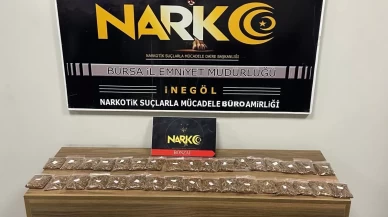 NARKO
NARKOTİK SUÇLARLA MÜCADELE DAİRE BAŞKANLIĞI
BURSA İL EMNİYET MÜDÜRLÜĞÜ
İNEGÖL
NARKOTİK SUÇLARLA MÜCADELE BÜRO AMİRLİĞİ
NARKO